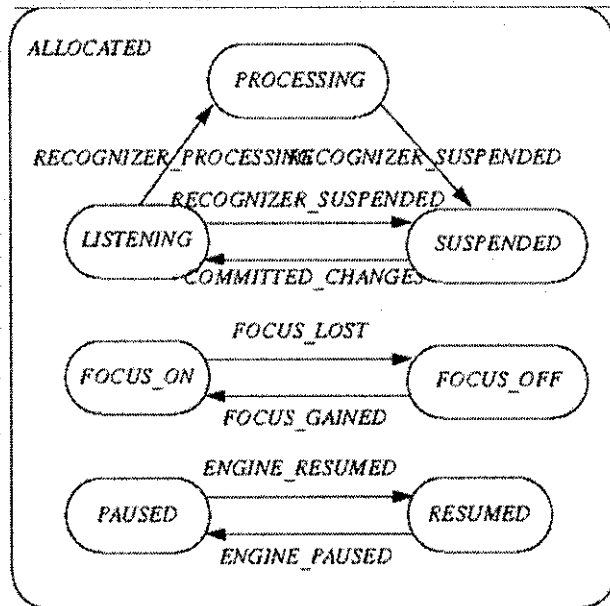 ALLOCATED
PROCESSING
RECOGNIZER_PROCESSING
RECOGNIZER_SUSPENDED
RECOGNIZER_SUSPENDED
LISTENING
SUSPENDED
COMMITTED_CHANGES
FOCUS_LOST
FOCUS_ON
FOCUS_OFF
FOCUS_GAINED
ENGINE_RESUMED
PAUSED
RESUMED
ENGINE_PAUSED